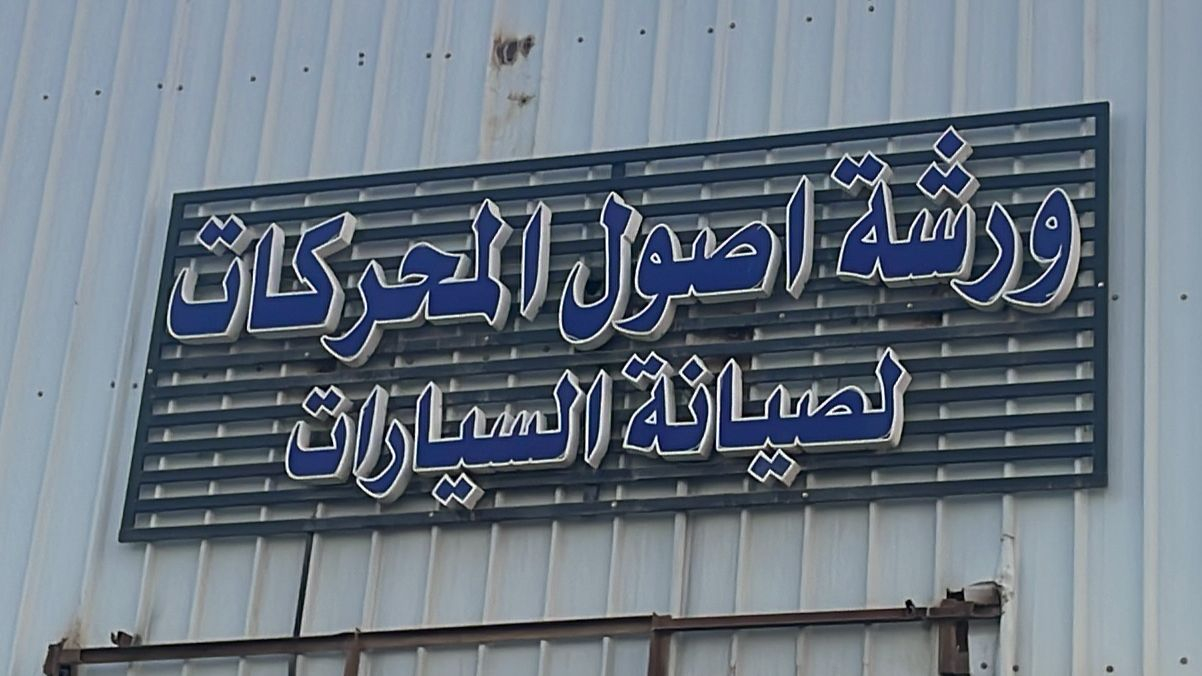 ورشة اصول المحركات
لصيانة السيارات